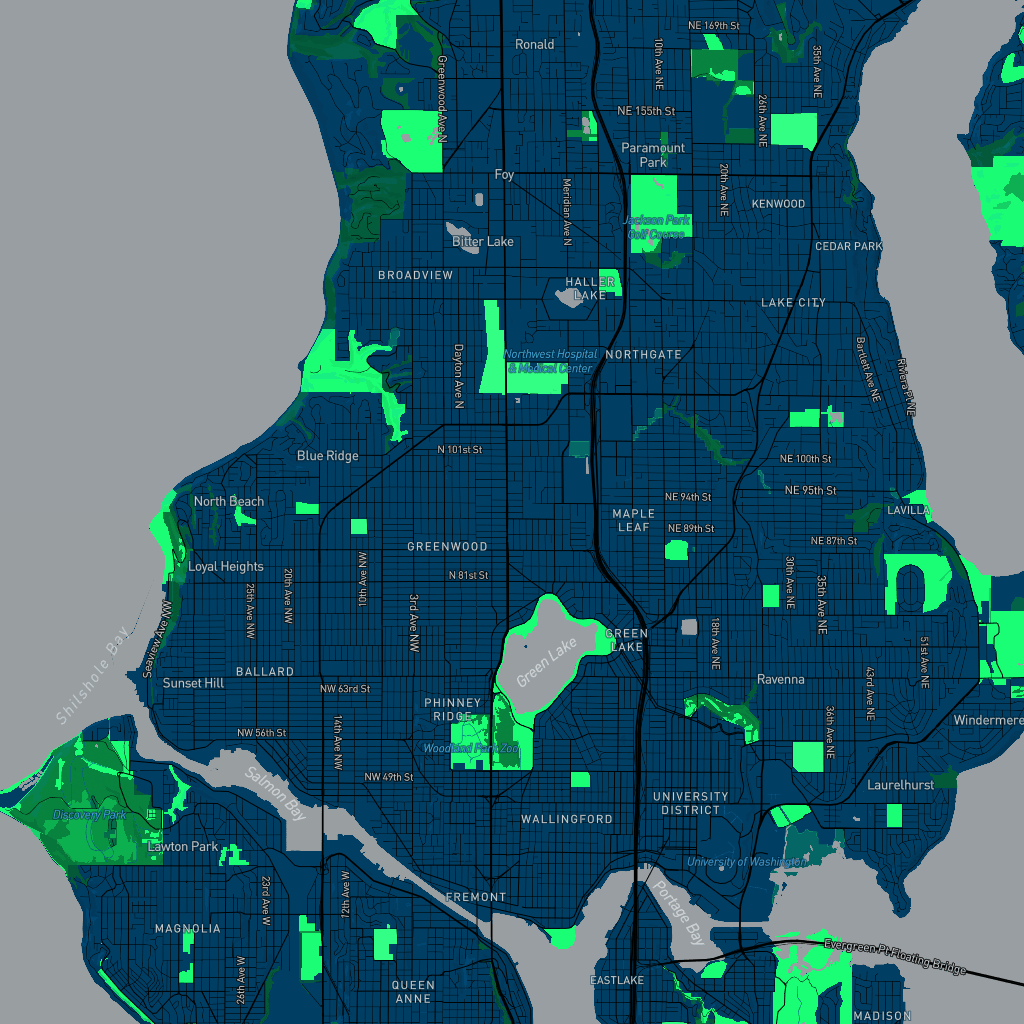 NE 169th St
Ronald
Greenwood Ave N
10th Ave NE
35th Ave NE
26th Ave NE
NE 155th St
Paramount
Park
Foy
Meridian Ave N
20th Ave NE
KENWOOD
Jackson Park
Golf Course
Bitter Lake
CEDAR PARK
BROADVIEW
HALLER
LAKE
LAKE CITY
Dayton Ave N
Northwest Hospital
& Medical Center
NORTHGATE
Bartlett Ave NE
Riviera Pl NE
N 101st St
Blue Ridge
NE 100th St
North Beach
NE 94th St
NE 95th St
MAPLE
LEAF
LAVILLA
NE 89th St
NE 87th St
GREENWOOD
Loyal Heights
N 81st St
25th Ave NW
20th Ave NW
10th Ave NW
3rd Ave NW
30th Ave NE
35th Ave NE
Seaview Ave NW
Shilshole Bay
Green Lake
GREEN
LAKE
18th Ave NE
51st Ave NE
BALLARD
Sunset Hill
NW 63rd St
Ravenna
43rd Ave NE
PHINNEY
RIDGE
36th Ave NE
Windermere
14th Ave NW
NW 56th St
Woodland Park Zoo
NW 49th St
Salmon Bay
Laurelhurst
UNIVERSITY
DISTRICT
Discovery Park
WALLINGFORD
Lawton Park
University of Washington
23rd Ave W
12th Ave W
FREMONT
Portage Bay
MAGNOLIA
Evergreen Pt Floating Bridge
26th Ave W
QUEEN
ANNE
EASTLAKE
MADISON